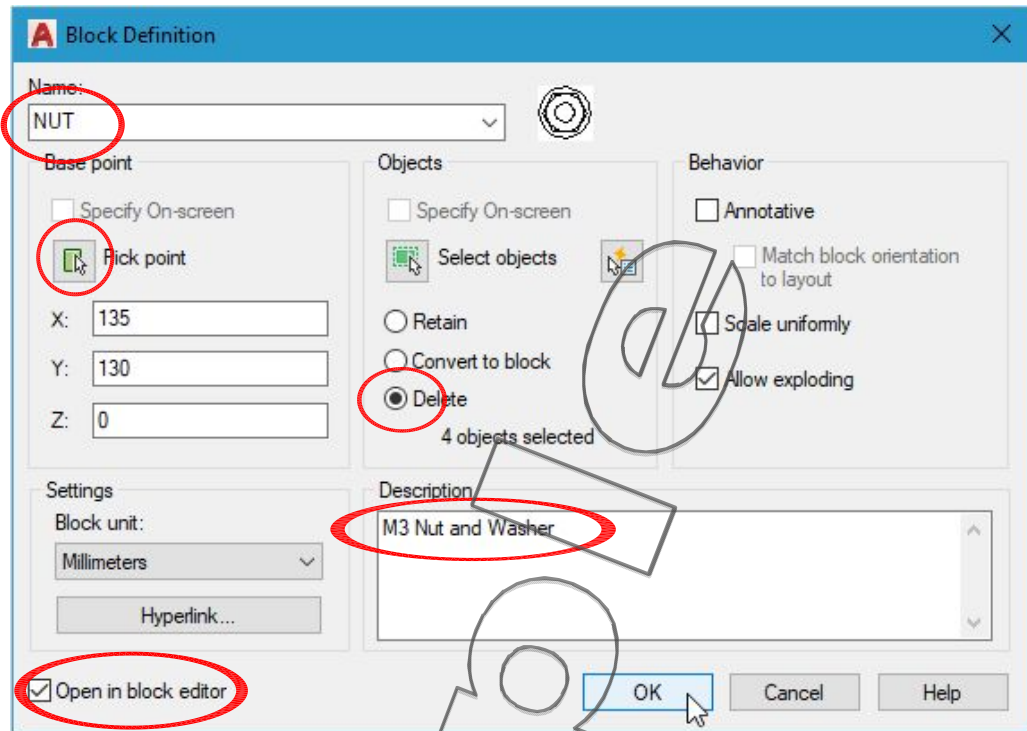 Block Definition
Name:
NUT
Base point
Specify On-screen
Pick point
X: 135
Y: 130
Z: 0
Objects
Specify On-screen
Select objects
Retain
Convert to block
Delete
4 objects selected
Behavior
Annotative
Match block orientation
to layout
Scale uniformly
Allow exploding
Settings
Block unit:
Millimeters
Hyperlink...
Description
M3 Nut and Washer
Open in block editor
OK Cancel Help